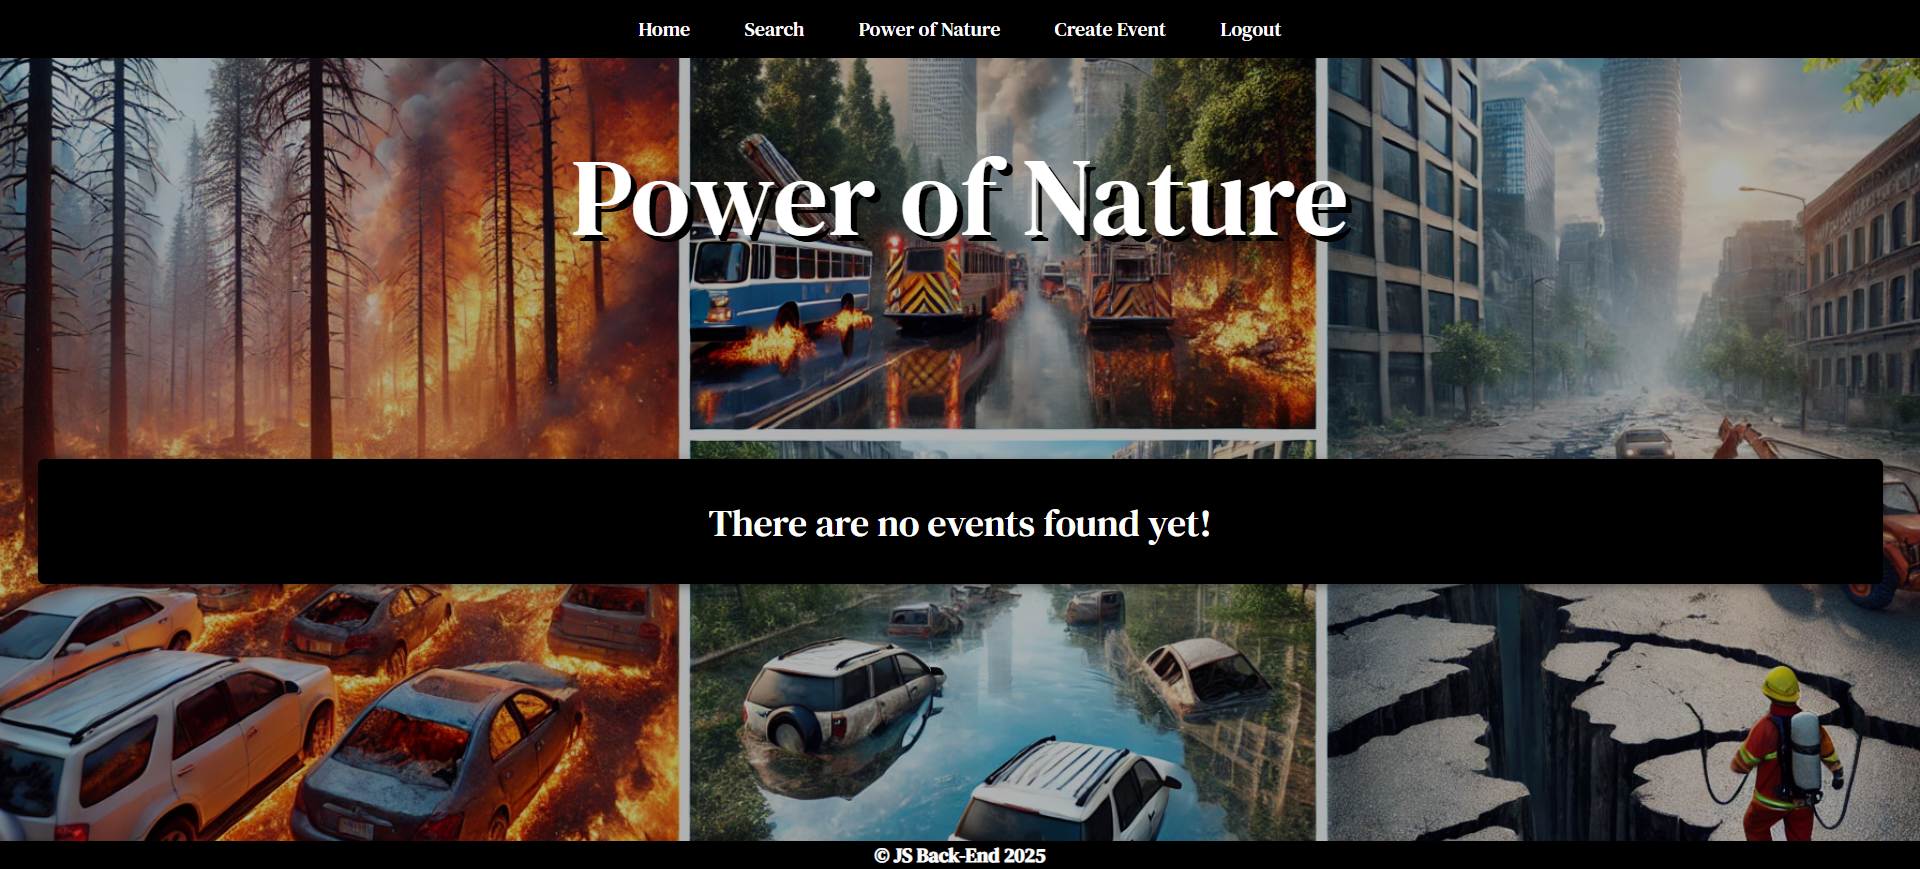 Home Search Power of Nature Create Event Logout
Power of Nature
There are no events found yet!
© JS Back-End 2025